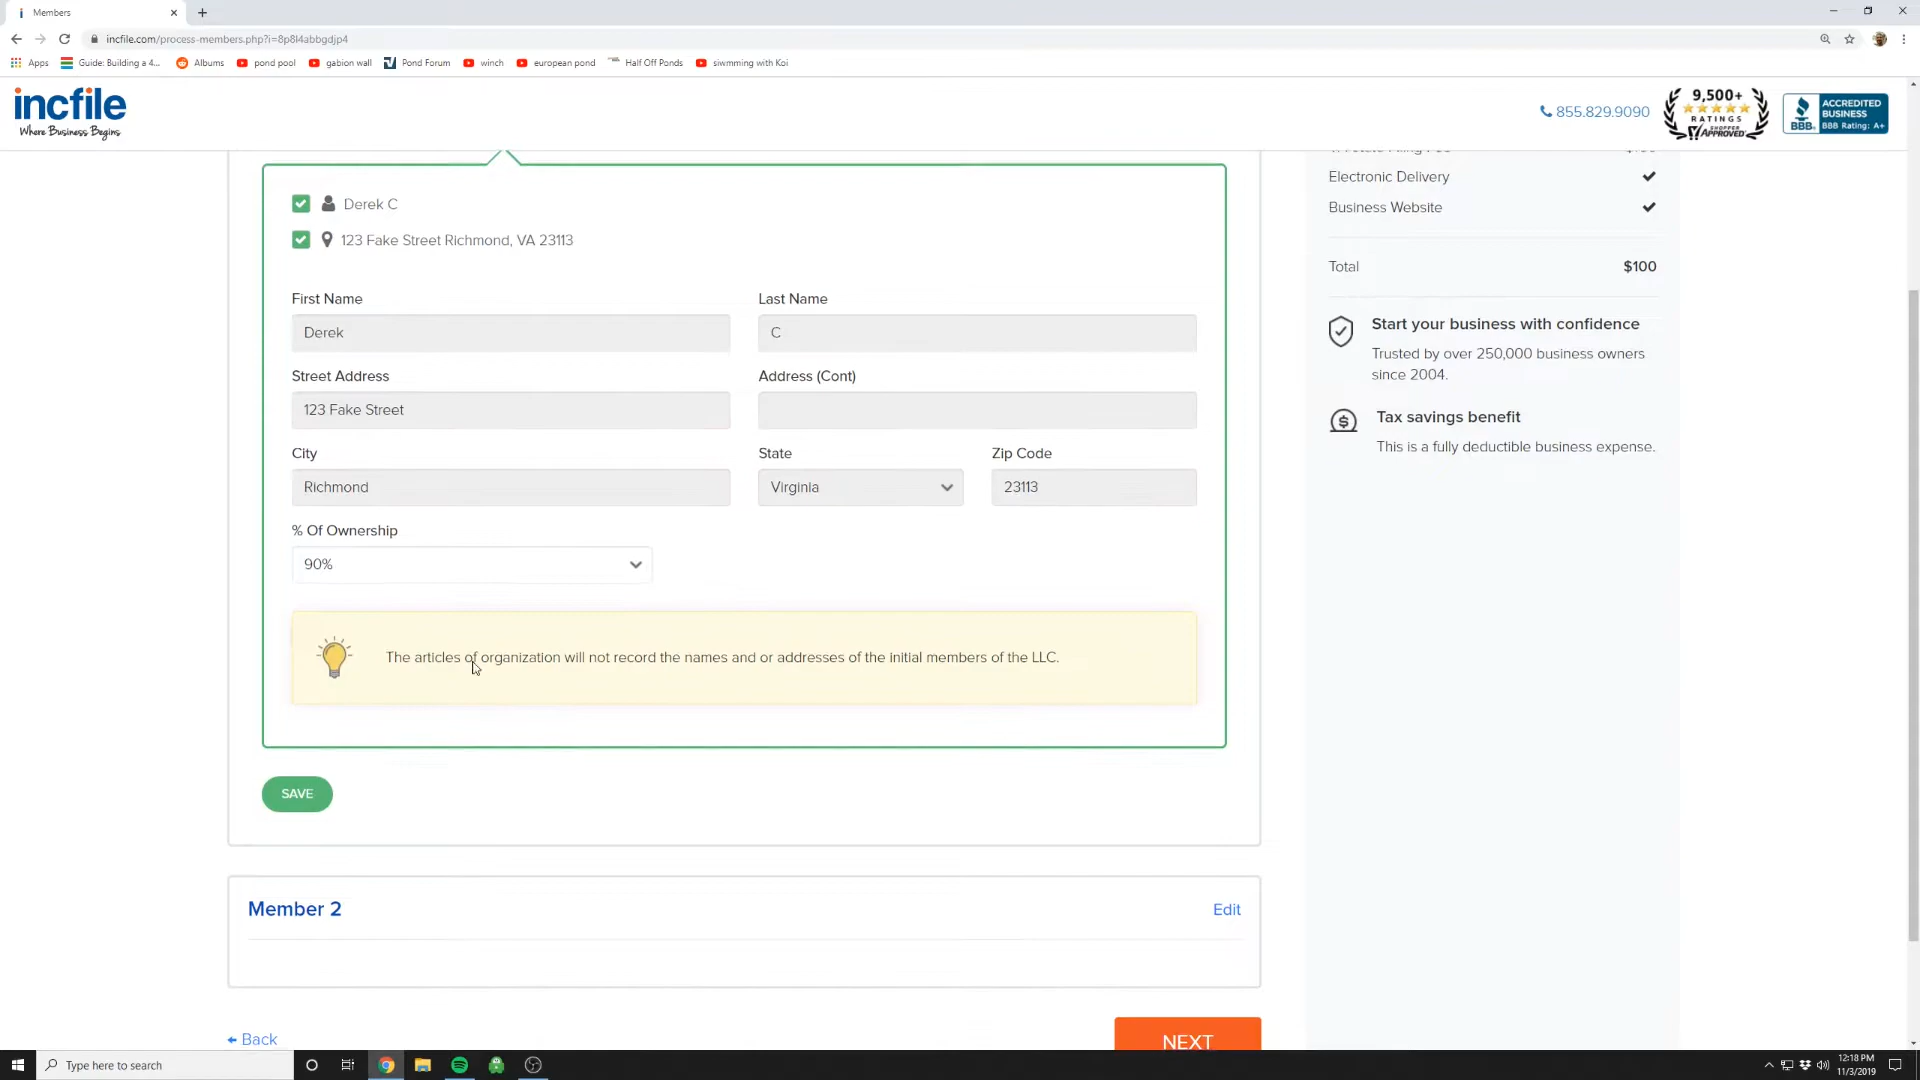 Members
incfile.com/process-members.php?i=8p8l4abbgdjp4
Apps
Guide: Building a 4...
Albums
pond pool
gabion wall
Pond Forum
winch
european pond
Half Off Ponds
siwmming with Koi
incfile
Where Business Begins
855.829.9090
9,500+
RATINGS
SHOPPER
APPROVED
BBB
ACCREDITED
BUSINESS
BBB Rating: A+
Derek C
123 Fake Street Richmond, VA 23113
First Name
Last Name
Derek
C
Street Address
Address (Cont)
123 Fake Street
City
State
Zip Code
Richmond
Virginia
23113
% Of Ownership
90%
The articles of organization will not record the names and or addresses of the initial members of the LLC.
SAVE
Member 2
Edit
Back
NEXT
Electronic Delivery
Business Website
Total
$100
Start your business with confidence
Trusted by over 250,000 business owners
since 2004.
Tax savings benefit
This is a fully deductible business expense.
Type here to search
12:18 PM
11/3/2019